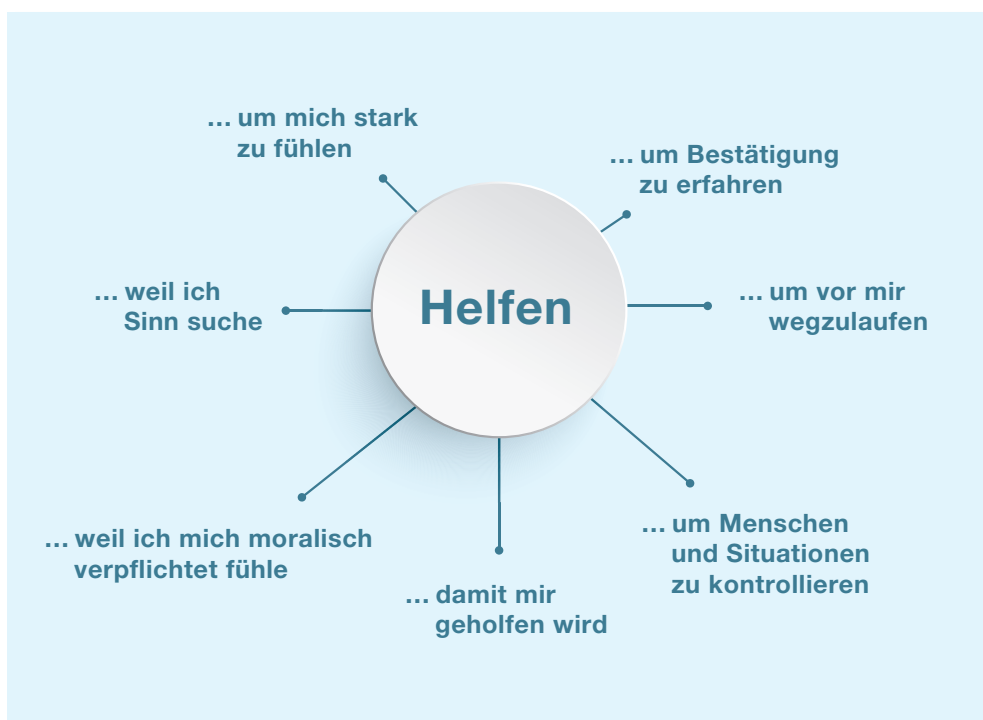 ... um mich stark
zu fühlen
... um Bestätigung
zu erfahren
... weil ich
Sinn suche
Helfen
... um vor mir
wegzulaufen
... weil ich mich moralisch
verpflichtet fühle
... damit mir
geholfen wird
... um Menschen
und Situationen
zu kontrollieren